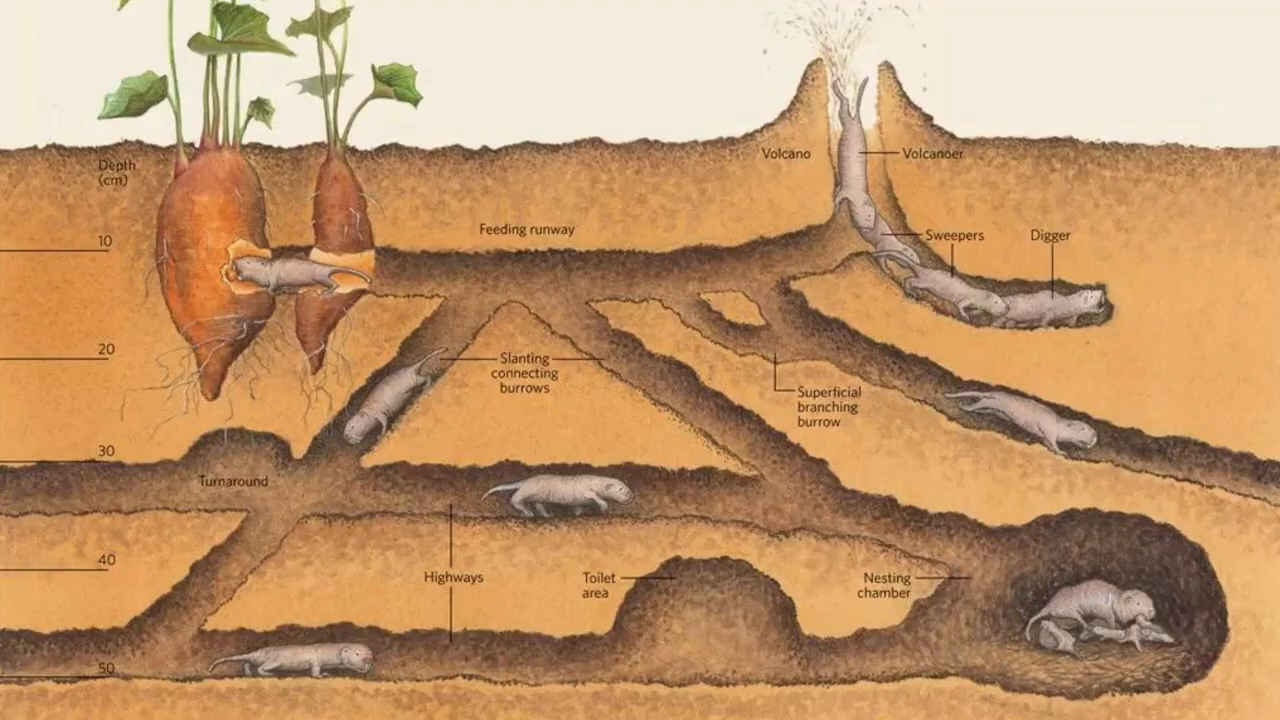 Depth
(cm)
10
20
30
40
50
Volcano
Volcanoer
Feeding runway
Sweepers
Digger
Slanting
connecting
burrows
Superficial
branching
burrow
Turnaround
Highways
Toilet
area
Nesting
chamber